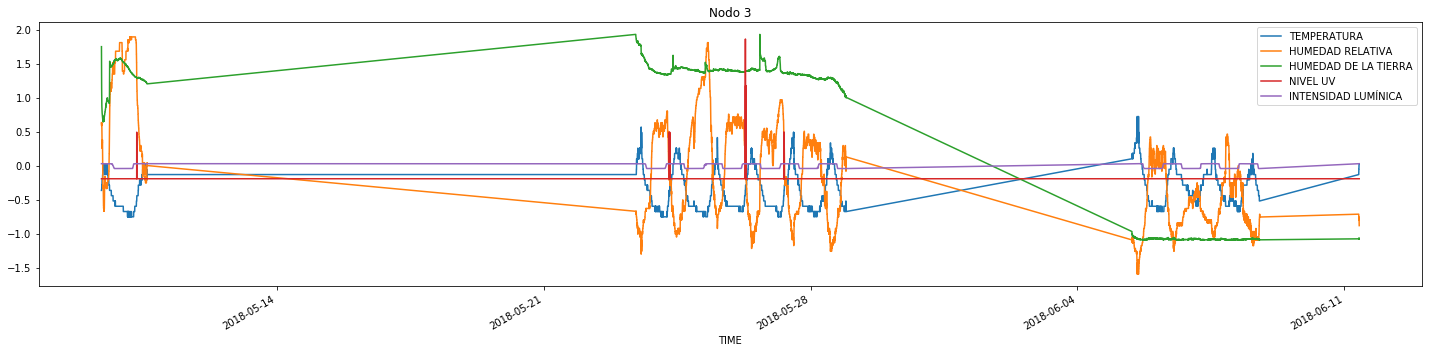 Nodo 3
TEMPERATURA
HUMEDAD RELATIVA
HUMEDAD DE LA TIERRA
NIVEL UV
INTENSIDAD LUMÍNICA
2.0
1.5
1.0
0.5
0.0
−0.5
−1.0
−1.5
2018-05-14
2018-05-21
2018-05-28
2018-06-04
2018-06-11
TIME